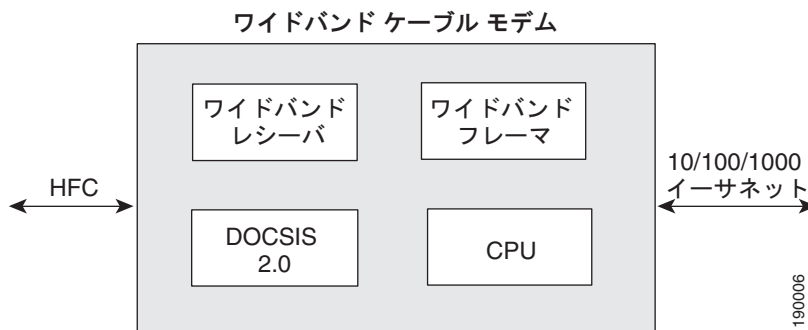 ワイドバンド ケーブル モデム
ワイドバンド
レシーバ
ワイドバンド
フレーマ
HFC
10/100/1000
イーサネット
DOCSIS
2.0
CPU
190006